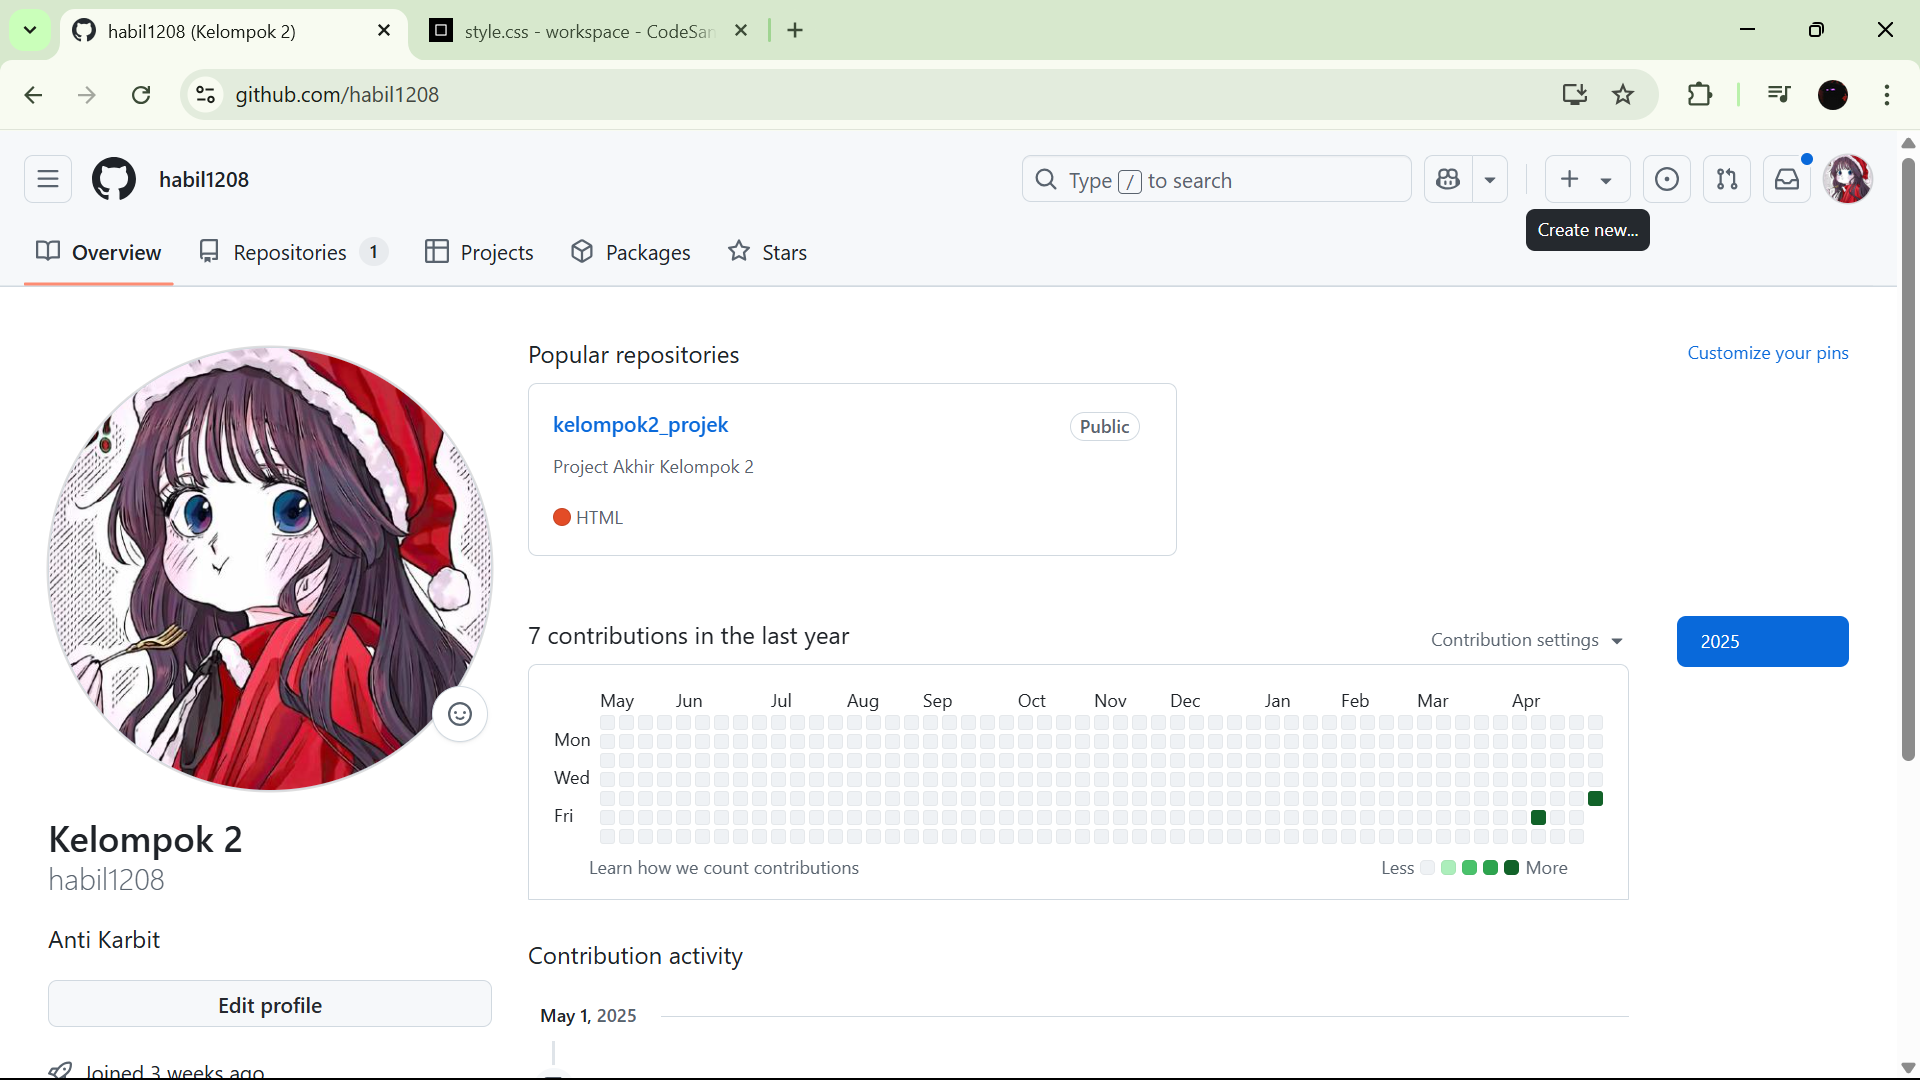 habil1208 (Kelompok 2)
style.css - workspace - CodeSan
github.com/habil1208
habil1208
Type / to search
Create new...
Overview
Repositories 1
Projects
Packages
Stars
Popular repositories
Customize your pins
kelompok2_projek
Public
Project Akhir Kelompok 2
HTML
7 contributions in the last year
Contribution settings
2025
May Jun Jul Aug Sep Oct Nov Dec Jan Feb Mar Apr
Mon
Wed
Fri
Learn how we count contributions
Less
More
Kelompok 2
habil1208
Anti Karbit
Edit profile
Joined 3 weeks ago
Contribution activity
May 1, 2025